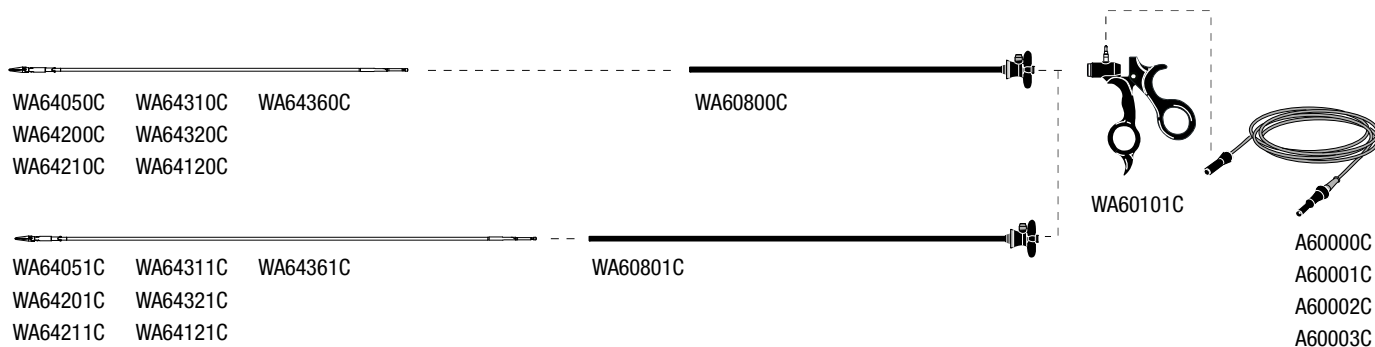 WA64050C WA64310C WA64360C WA60800C
WA64200C WA64320C
WA64210C WA64120C
WA60101C
WA64051C WA64311C WA64361C WA60801C
WA64201C WA64321C
WA64211C WA64121C
A60000C
A60001C
A60002C
A60003C